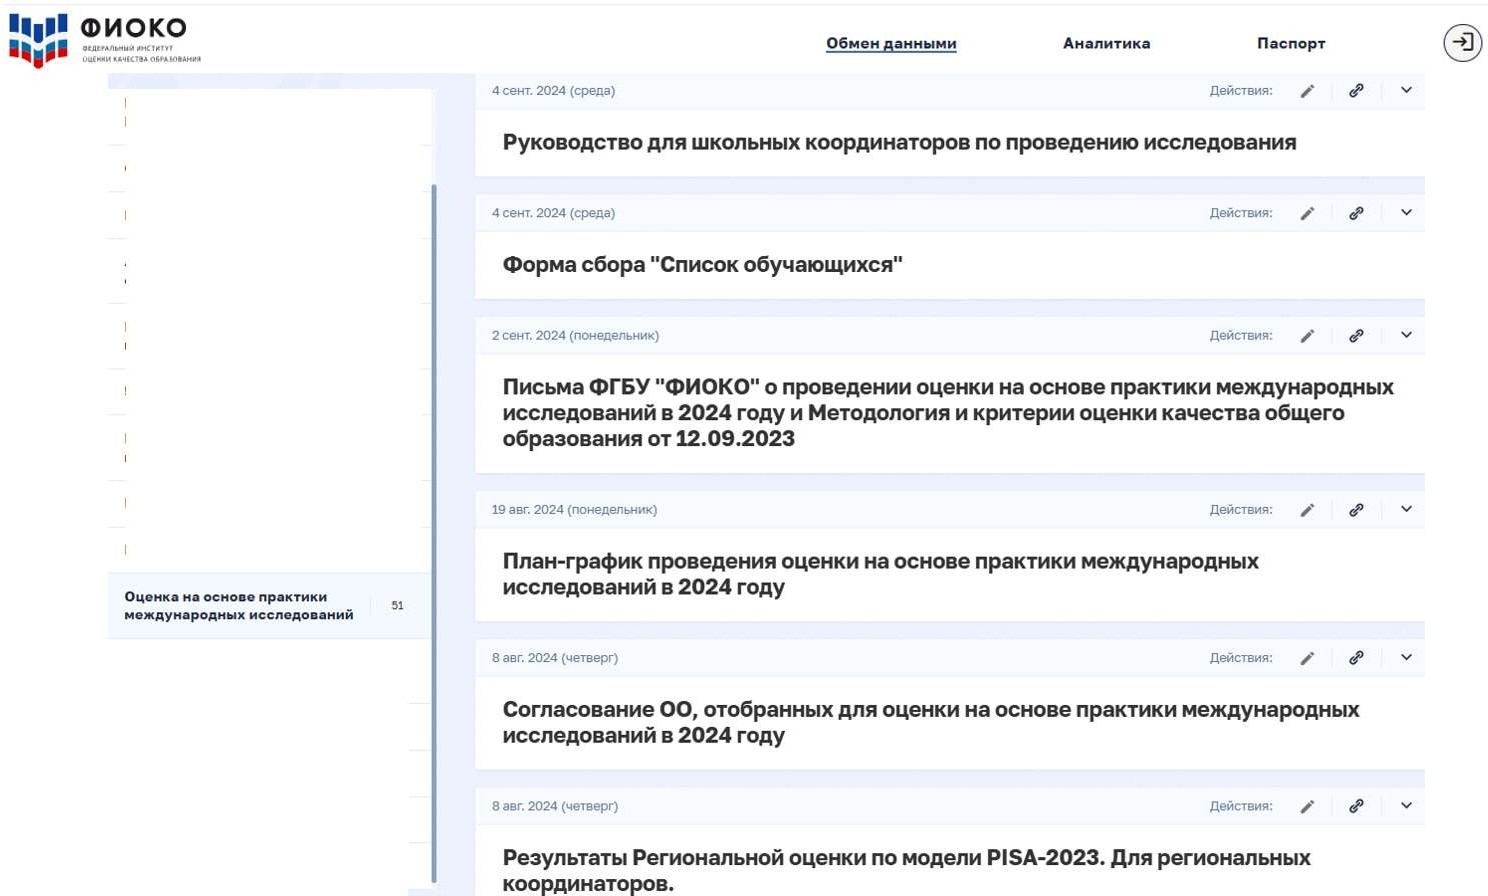 ФИОКО
ФЕДЕРАЛЬНЫЙ ИНСТИТУТ
ОЦЕНКИ КАЧЕСТВА ОБРАЗОВАНИЯ
Обмен данными
Аналитика
Паспорт
Оценка на основе практики
международных исследований
51
4 сент. 2024 (среда)
Действия:
Руководство для школьных координаторов по проведению исследования
4 сент. 2024 (среда)
Действия:
Форма сбора "Список обучающихся"
2 сент. 2024 (понедельник)
Действия:
Письма ФГБУ "ФИОКО" о проведении оценки на основе практики международных
исследований в 2024 году и Методология и критерии оценки качества общего
образования от 12.09.2023
19 авг. 2024 (понедельник)
Действия:
План-график проведения оценки на основе практики международных
исследований в 2024 году
8 авг. 2024 (четверг)
Действия:
Согласование ОО, отобранных для оценки на основе практики международных
исследований в 2024 году
8 авг. 2024 (четверг)
Действия:
Результаты Региональной оценки по модели PISA-2023. Для региональных
координаторов.